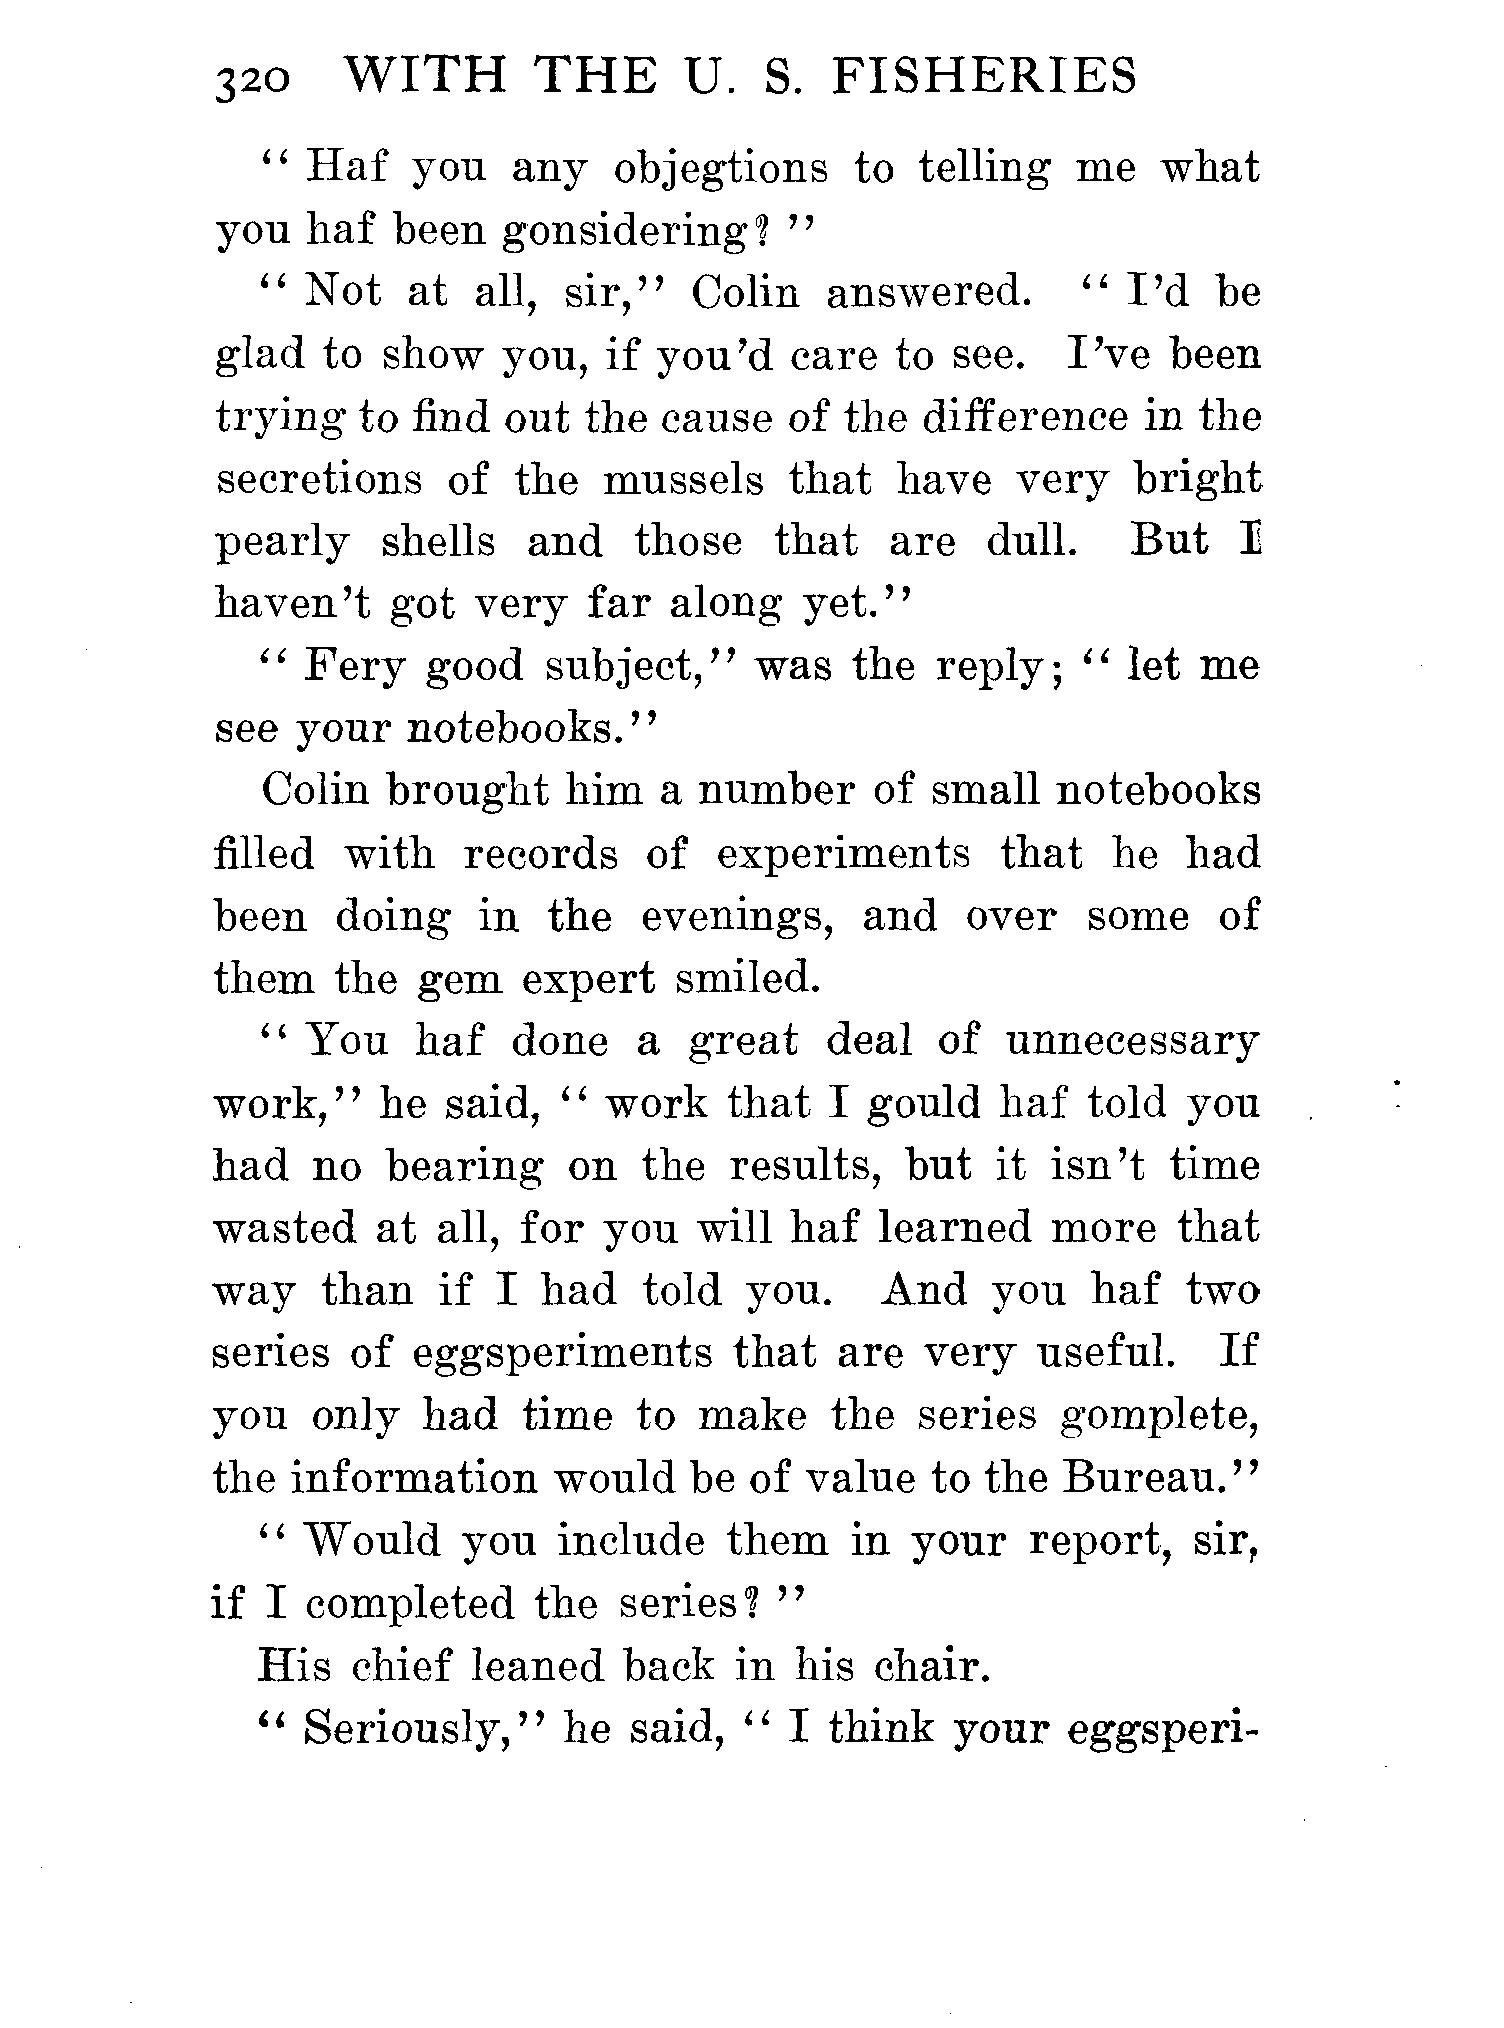 320 WITH THE U. S. FISHERIES
“ Haf you any objegtions to telling me what
you haf been gonsidering? ”
“ Not at all, sir,” Colin answered. “ I’d be
glad to show you, if you’d care to see. I’ve been
trying to find out the cause of the difference in the
secretions of the mussels that have very bright
pearly shells and those that are dull. But I
haven’t got very far along yet.”
“ Fery good subject,” was the reply; “ let me
see your notebooks.”
Colin brought him a number of small notebooks
filled with records of experiments that he had
been doing in the evenings, and over some of
them the gem expert smiled.
“ You haf done a great deal of unnecessary
work,” he said, “ work that I gould haf told you
had no bearing on the results, but it isn’t time
wasted at all, for you will haf learned more that
way than if I had told you. And you haf two
series of eggsperiments that are very useful. If
you only had time to make the series gomplete,
the information would be of value to the Bureau.”
“ Would you include them in your report, sir,
if I completed the series? ”
His chief leaned back in his chair.
“ Seriously,” he said, “ I think your eggsperi-